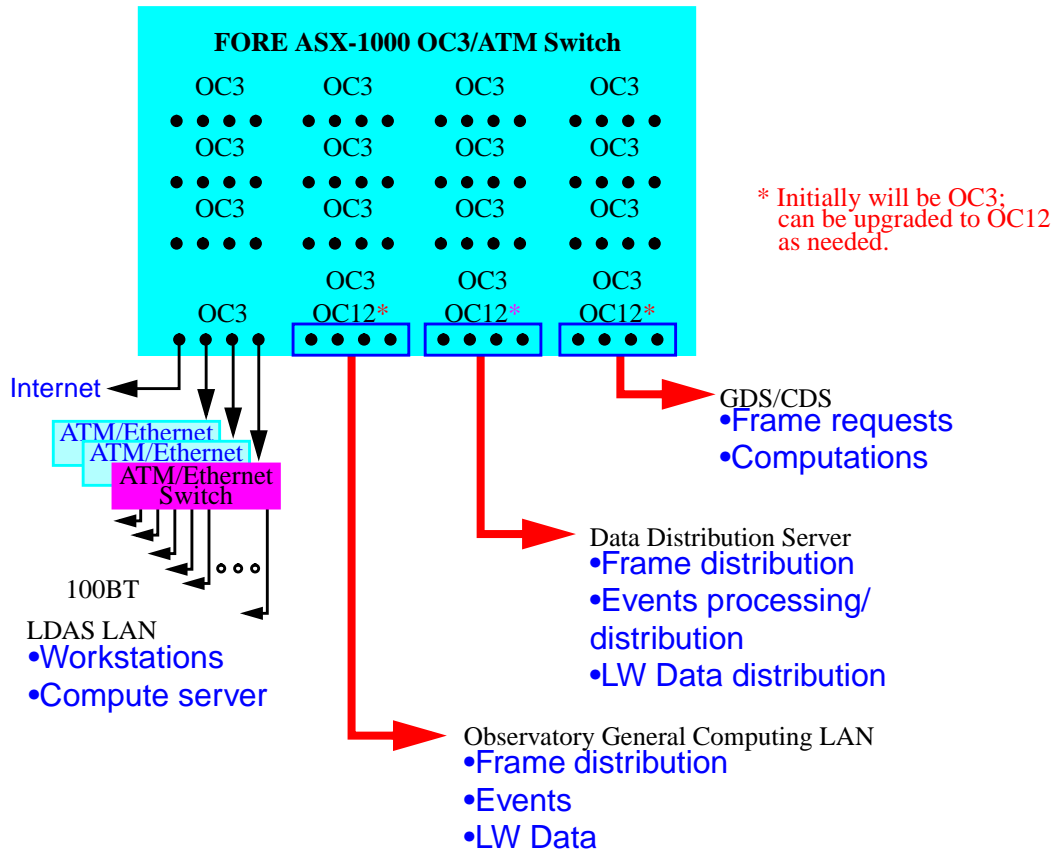 FORE ASX-1000 OC3/ATM Switch
OC3 OC3 OC3 OC3
OC3 OC3 OC3 OC3
OC3 OC3 OC3 OC3
OC3 OC3 OC3
OC3 OC12* OC12* OC12*
* Initially will be OC3;
can be upgraded to OC12
as needed.
Internet
ATM/Ethernet
ATM/Ethernet
ATM/Ethernet
Switch
100BT
LDAS LAN
•Workstations
•Compute server
GDS/CDS
•Frame requests
•Computations
Data Distribution Server
•Frame distribution
•Events processing/
distribution
•LW Data distribution
Observatory General Computing LAN
•Frame distribution
•Events
•LW Data